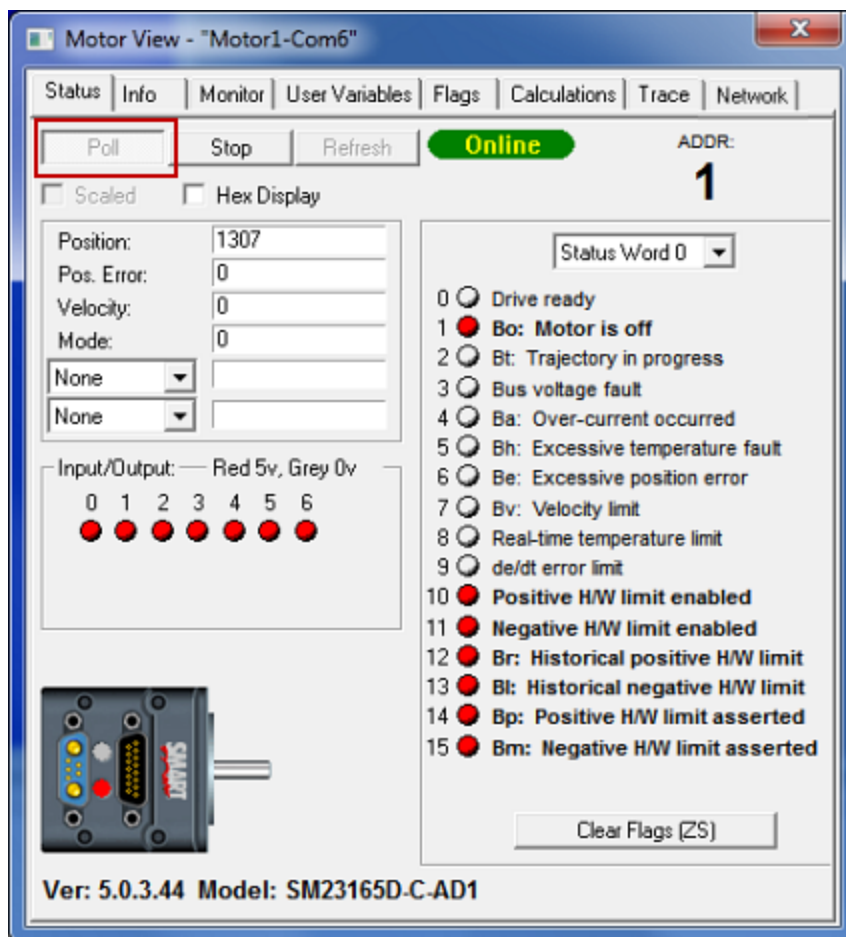 Motor View - "Motor1-Com6"
Status Info Monitor User Variables Flags Calculations Trace Network
Poll Stop Refresh Online ADDR:
1
Scaled Hex Display
Position: 1307
Pos. Error: 0
Velocity: 0
Mode: 0
None
None
Input/Output: Red 5v, Grey 0v
0 1 2 3 4 5 6
Status Word 0
0 Drive ready
1 Bo: Motor is off
2 Bt: Trajectory in progress
3 Bus voltage fault
4 Ba: Over-current occurred
5 Bh: Excessive temperature fault
6 Be: Excessive position error
7 Bv: Velocity limit
8 Real-time temperature limit
9 de/dt error limit
10 Positive H/W limit enabled
11 Negative H/W limit enabled
12 Br: Historical positive H/W limit
13 Bl: Historical negative H/W limit
14 Bp: Positive H/W limit asserted
15 Bm: Negative H/W limit asserted
SMART
Clear Flags (ZS)
Ver: 5.0.3.44 Model: SM23165D-C-AD1